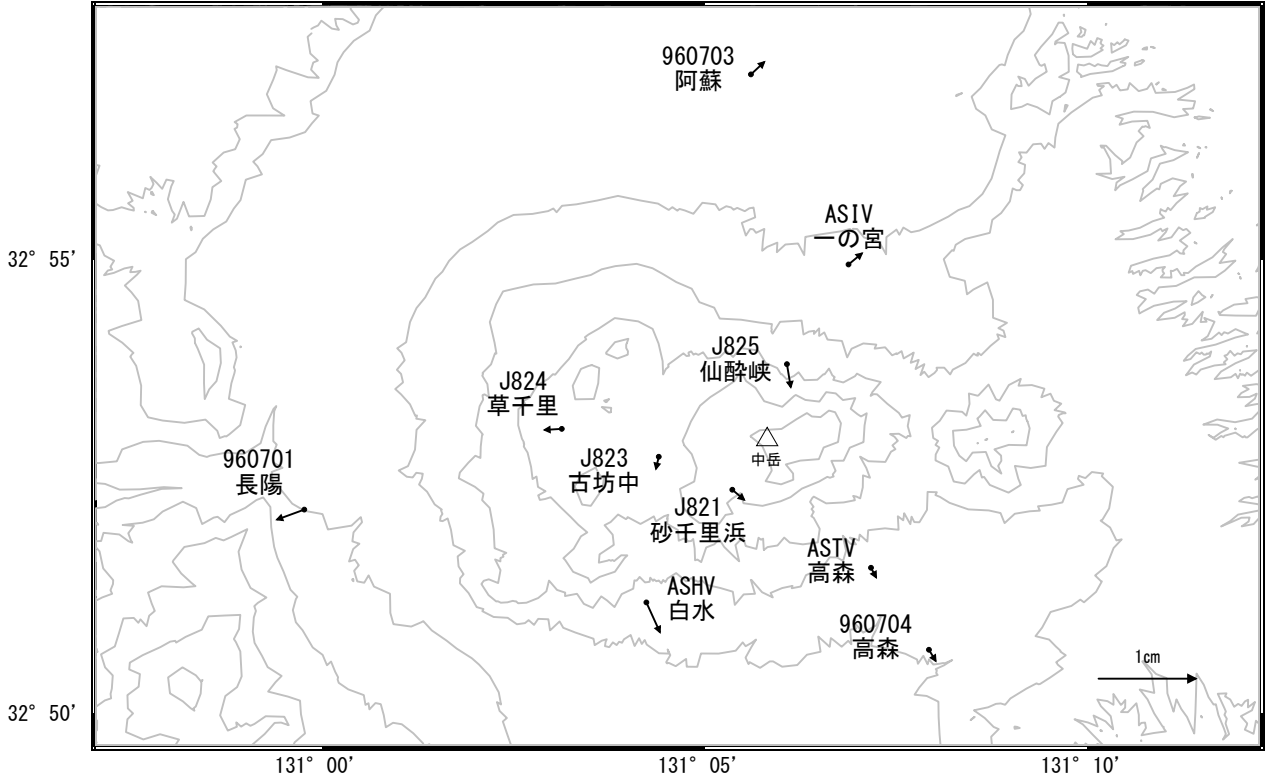 960703
阿蘇
ASIV
一の宮
32° 55'
J825
仙酔峡
J824
草千里
中岳
J823
古坊中
960701
長陽
J821
砂千里浜
ASTV
高森
ASHV
白水
960704
高森
1cm
32° 50'
131° 00'
131° 05'
131° 10'